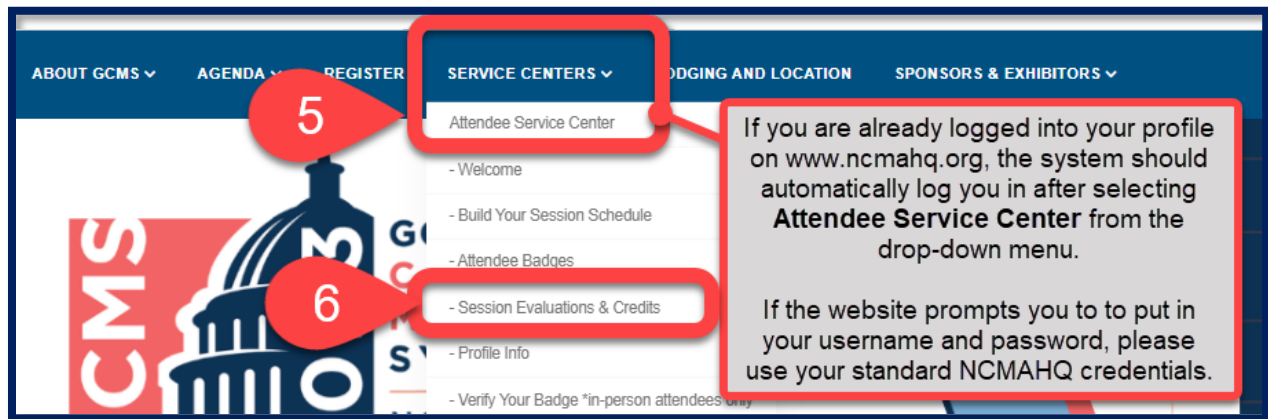 ABOUT GCMS AGENDA REGISTER SERVICE CENTERS ODGING AND LOCATION SPONSORS & EXHIBITORS
5
Attendee Service Center
- Welcome
- Build Your Session Schedule
- Attendee Badges
6
- Session Evaluations & Credits
- Profile Info
- Verify Your Badge *in-person attendees only
If you are already logged into your profile
on www.ncmahq.org, the system should
automatically log you in after selecting
Attendee Service Center from the
drop-down menu.
If the website prompts you to to put in
your username and password, please
use your standard NCMAHQ credentials.
CMS